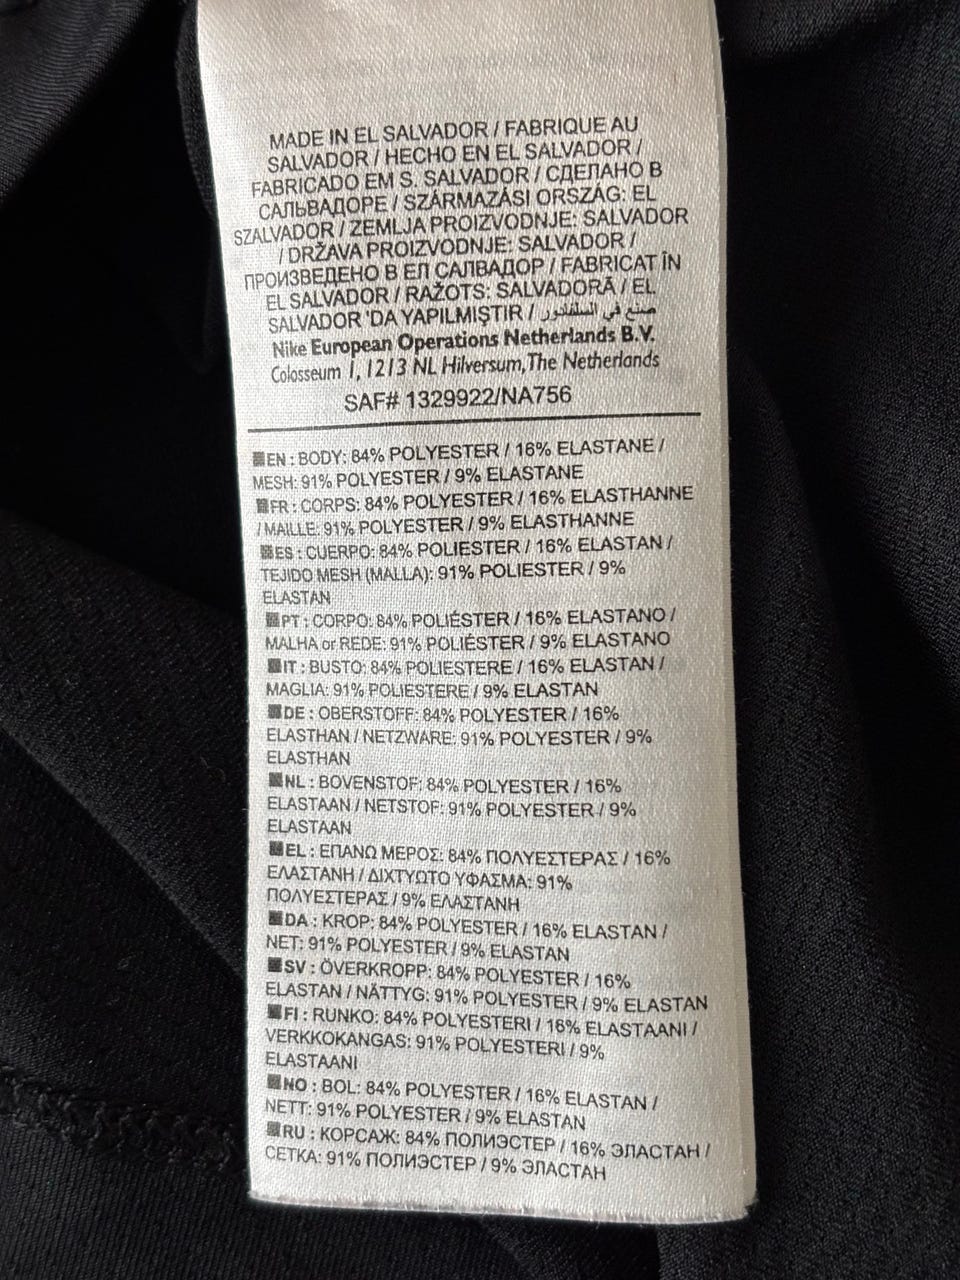 MADE IN EL SALVADOR / FABRIQUE AU
SALVADOR / HECHO EN EL SALVADOR /
FABRICADO EM S. SALVADOR / СДЕЛАНО В
САЛЬВАДОРЕ / SZÁRMAZÁSI ORSZÁG: EL
SZALVADOR / ZEMLJA PROIZVODNJE: SALVADOR
/ DRŽAVA PROIZVODNJE: SALVADOR /
ПРОИЗВЕДЕНО В ЕЛ САЛВАДОР / FABRICAT ÎN
EL SALVADOR / RAŽOTS: SALVADORĀ / EL
SALVADOR 'DA YAPILMIŞTIR / صنع في السلفادور
Nike European Operations Netherlands B.V.
Colosseum 1, 1213 NL Hilversum, The Netherlands
SAF# 1329922/NA756
EN : BODY: 84% POLYESTER / 16% ELASTANE /
MESH: 91% POLYESTER / 9% ELASTANE
FR : CORPS: 84% POLYESTER / 16% ELASTHANNE
/ MAILLE: 91% POLYESTER / 9% ELASTHANNE
ES : CUERPO: 84% POLIESTER / 16% ELASTAN /
TEJIDO MESH (MALLA): 91% POLIESTER / 9%
ELASTAN
PT : CORPO: 84% POLIÉSTER / 16% ELASTANO /
MALHA or REDE: 91% POLIÉSTER / 9% ELASTANO
IT : BUSTO: 84% POLIESTERE / 16% ELASTAN /
MAGLIA: 91% POLIESTERE / 9% ELASTAN
DE : OBERSTOFF: 84% POLYESTER / 16%
ELASTHAN / NETZWARE: 91% POLYESTER / 9%
ELASTHAN
NL : BOVENSTOF: 84% POLYESTER / 16%
ELASTAAN / NETSTOF: 91% POLYESTER / 9%
ELASTAAN
EL : ΕΠΑΝΩ ΜΕΡΟΣ: 84% ΠΟΛΥΕΣΤΕΡΑΣ / 16%
ΕΛΑΣΤΑΝΗ / ΔΙΧΤΥΩΤΟ ΥΦΑΣΜΑ: 91%
ΠΟΛΥΕΣΤΕΡΑΣ / 9% ΕΛΑΣΤΑΝΗ
DA : KROP: 84% POLYESTER / 16% ELASTAN /
NET: 91% POLYESTER / 9% ELASTAN
SV : ÖVERKROPP: 84% POLYESTER / 16%
ELASTAN / NÄTTYG: 91% POLYESTER / 9% ELASTAN
FI : RUNKO: 84% POLYESTERI / 16% ELASTAANI /
VERKKOKANGAS: 91% POLYESTERI / 9%
ELASTAANI
NO : BOL: 84% POLYESTER / 16% ELASTAN /
NETT: 91% POLYESTER / 9% ELASTAN
RU : КОРСАЖ: 84% ПОЛИЭСТЕР / 16% ЭЛАСТАН /
СЕТКА: 91% ПОЛИЭСТЕР / 9% ЭЛАСТАН